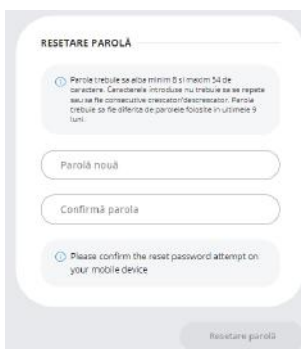 RESETARE PAROLĂ
Parola trebuie sa aiba minim 8 si maxim 54 de
caractere. Caracterele introduse nu trebuie sa se repete
sau sa fie consecutive crescator/descrescator. Parola
trebuie sa fie diferita de parolele folosite in ultimele 9
luni.
Parolă nouă
Confirmă parola
Please confirm the reset password attempt on
your mobile device
Resetare parolă